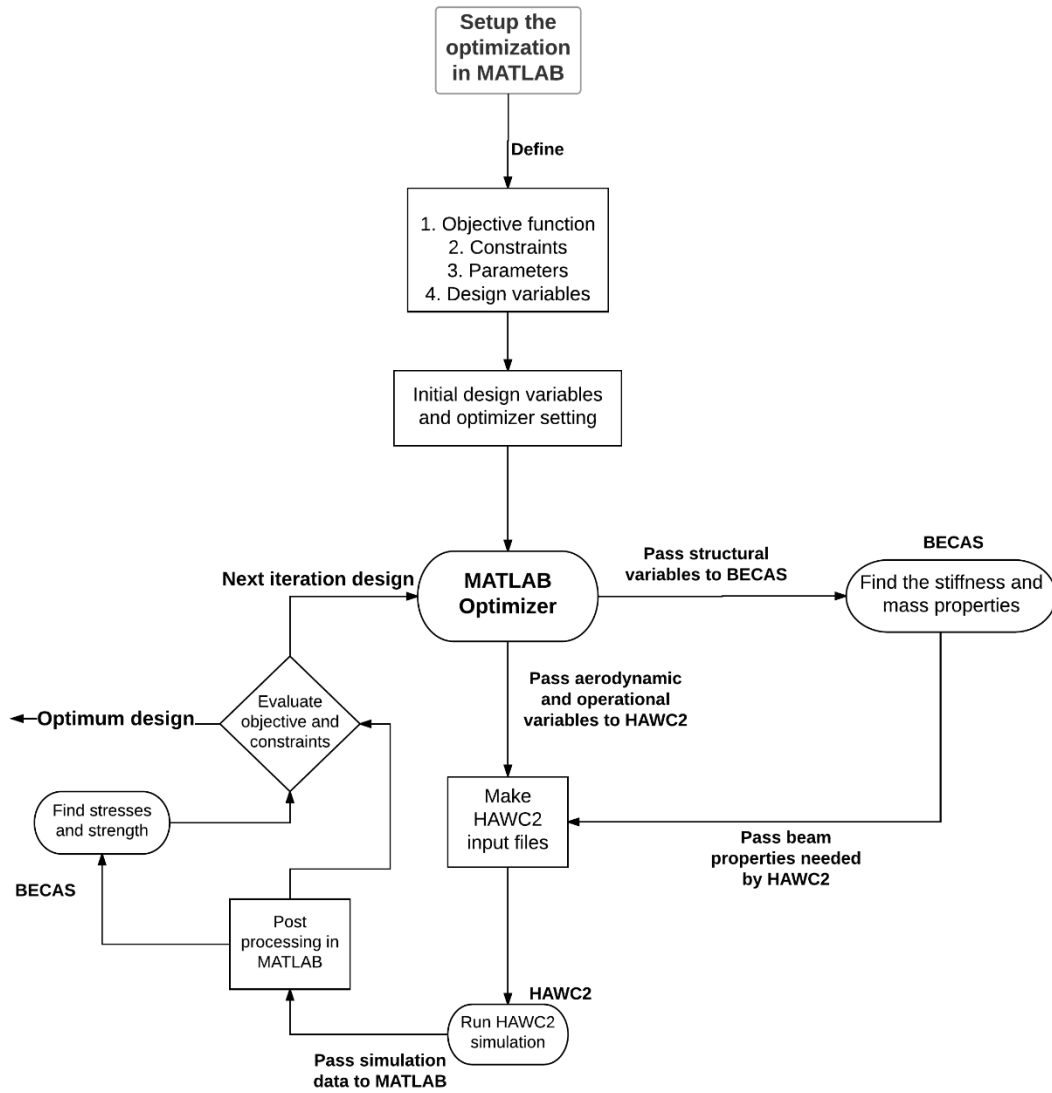 Setup the
optimization
in MATLAB
Define
1. Objective function
2. Constraints
3. Parameters
4. Design variables
Initial design variables
and optimizer setting
Next iteration design
MATLAB
Optimizer
Pass structural
variables to BECAS
BECAS
Find the stiffness and
mass properties
Pass aerodynamic
and operational
variables to HAWC2
Evaluate
objective and
constraints
Optimum design
Find stresses
and strength
BECAS
Make
HAWC2
input files
Pass beam
properties needed
by HAWC2
Post
processing in
MATLAB
HAWC2
Run HAWC2
simulation
Pass simulation
data to MATLAB